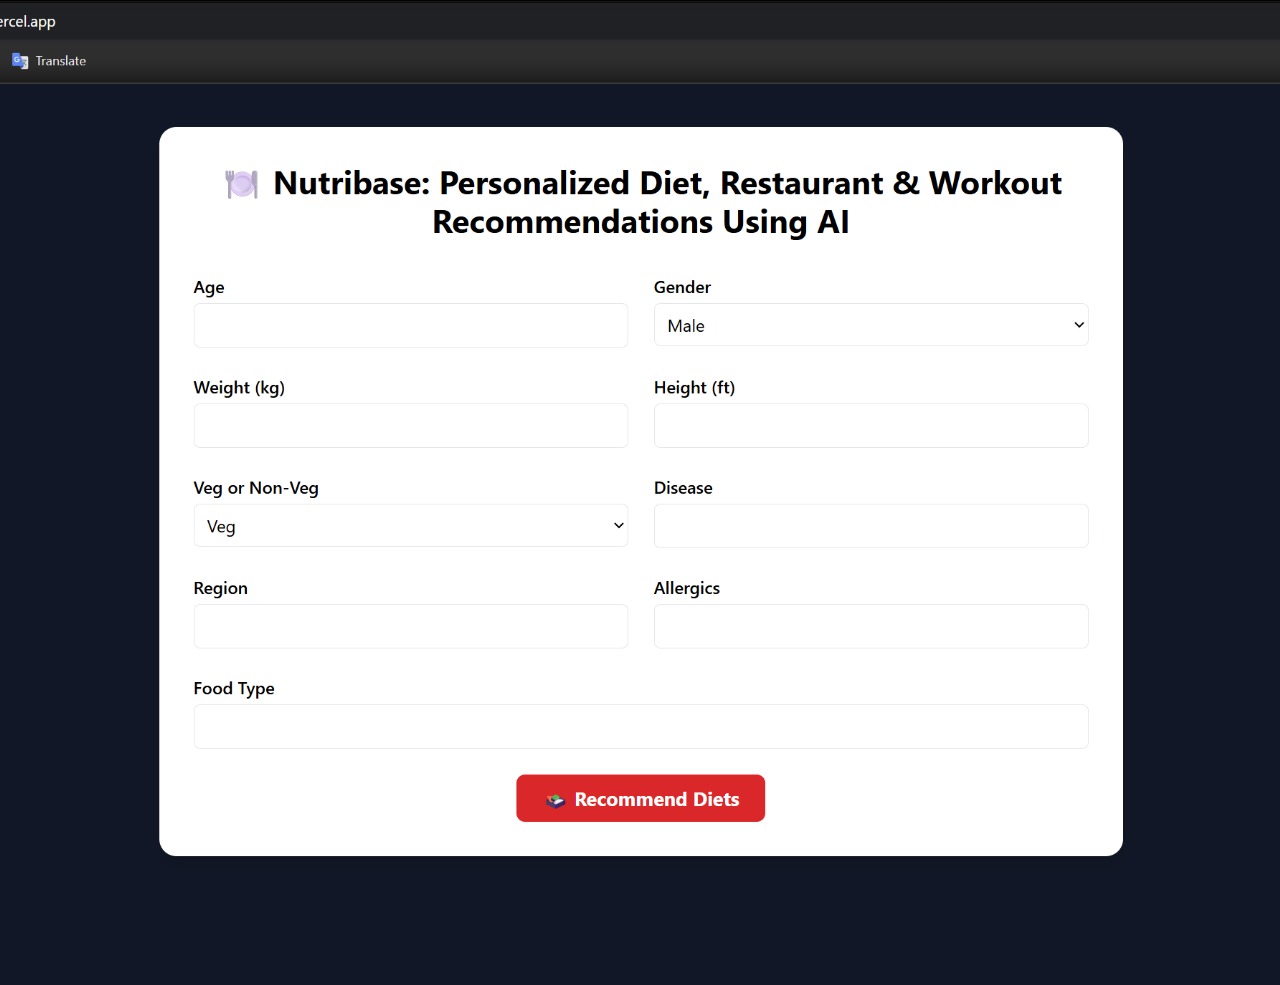 ercel.app
Translate
Nutribase: Personalized Diet, Restaurant & Workout
Recommendations Using AI
Age
Gender
Male
Weight (kg)
Height (ft)
Veg or Non-Veg
Disease
Veg
Region
Allergics
Food Type
Recommend Diets